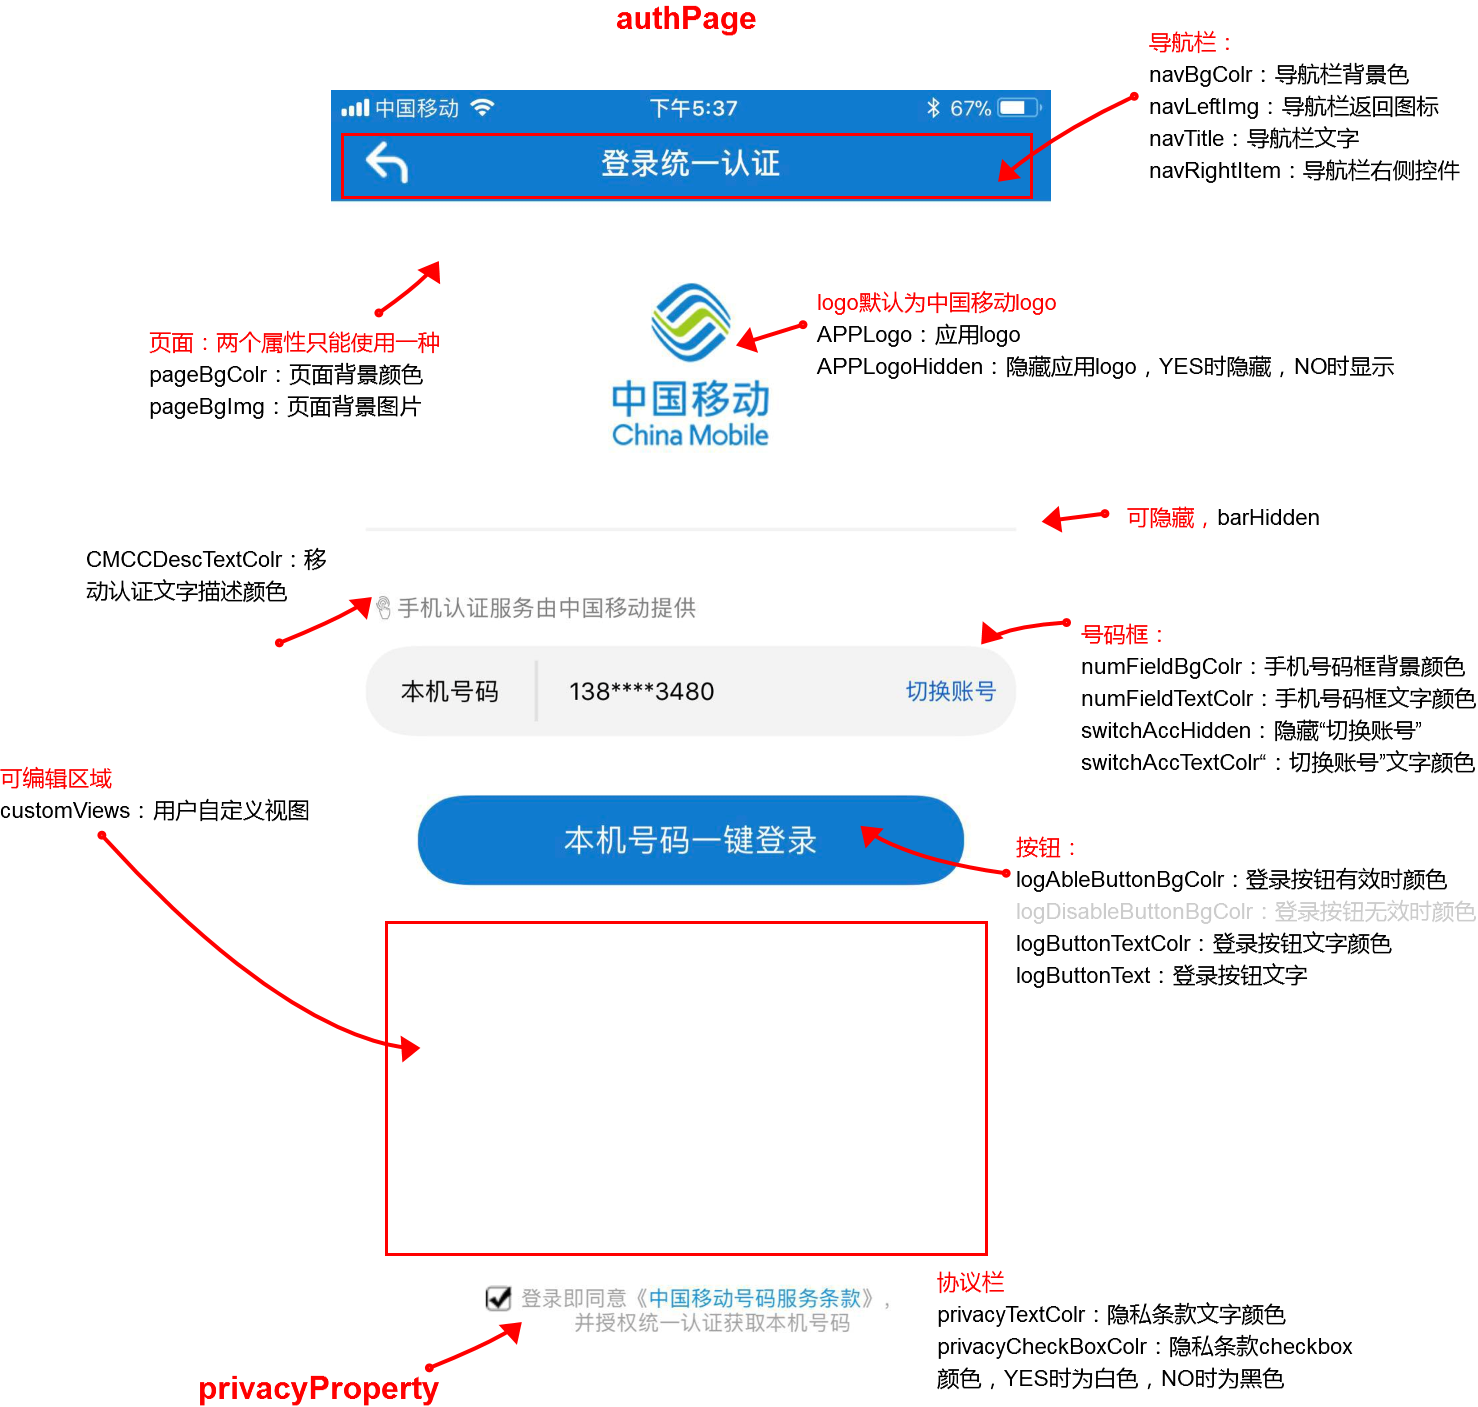 authPage
导航栏：
navBgColr：导航栏背景色
navLeftImg：导航栏返回图标
navTitle：导航栏文字
navRightItem：导航栏右侧控件
中国移动 下午5:37 67%
登录统一认证
logo默认为中国移动logo
APPLogo：应用logo
APPLogoHidden：隐藏应用logo，YES时隐藏，NO时显示
页面：两个属性只能使用一种
pageBgColr：页面背景颜色
pageBgImg：页面背景图片
中国移动
China Mobile
可隐藏，barHidden
CMCCDescTextColr：移
动认证文字描述颜色
手机认证服务由中国移动提供
号码框：
numFieldBgColr：手机号码框背景颜色
numFieldTextColr：手机号码框文字颜色
switchAccHidden：隐藏“切换账号”
switchAccTextColr“：切换账号”文字颜色
本机号码 138****3480 切换账号
可编辑区域
customViews：用户自定义视图
本机号码一键登录
按钮：
logAbleButtonBgColr：登录按钮有效时颜色
logDisableButtonBgColr：登录按钮无效时颜色
logButtonTextColr：登录按钮文字颜色
logButtonText：登录按钮文字
登录即同意《中国移动号码服务条款》，
并授权统一认证获取本机号码
协议栏
privacyTextColr：隐私条款文字颜色
privacyCheckBoxColr：隐私条款checkbox
颜色，YES时为白色，NO时为黑色
privacyProperty